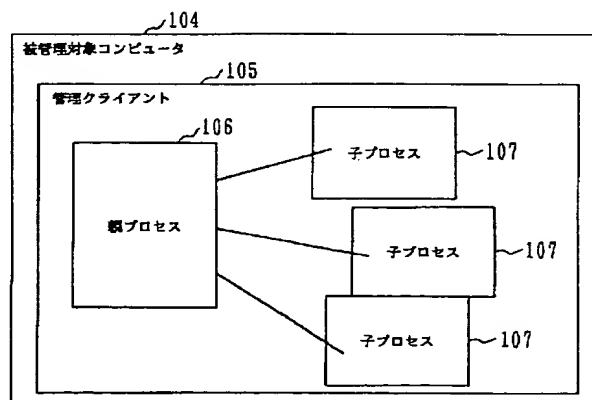 104
被管理対象コンピュータ
105
管理クライアント
106
子プロセス
107
親プロセス
子プロセス
107
子プロセス
107